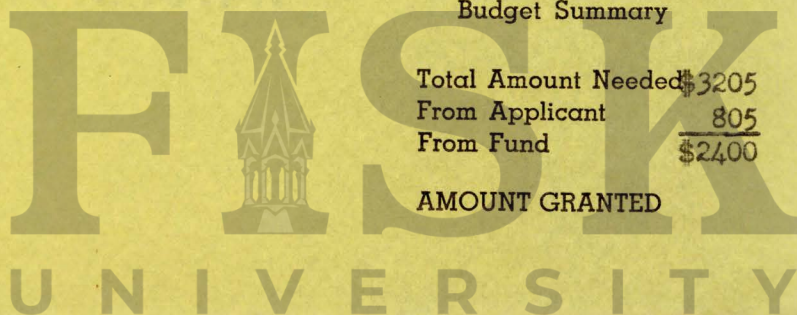 Budget Summary
Total Amount Needed $3205
From Applicant 805
From Fund $2400
AMOUNT GRANTED
FISK
UNIVERSITY